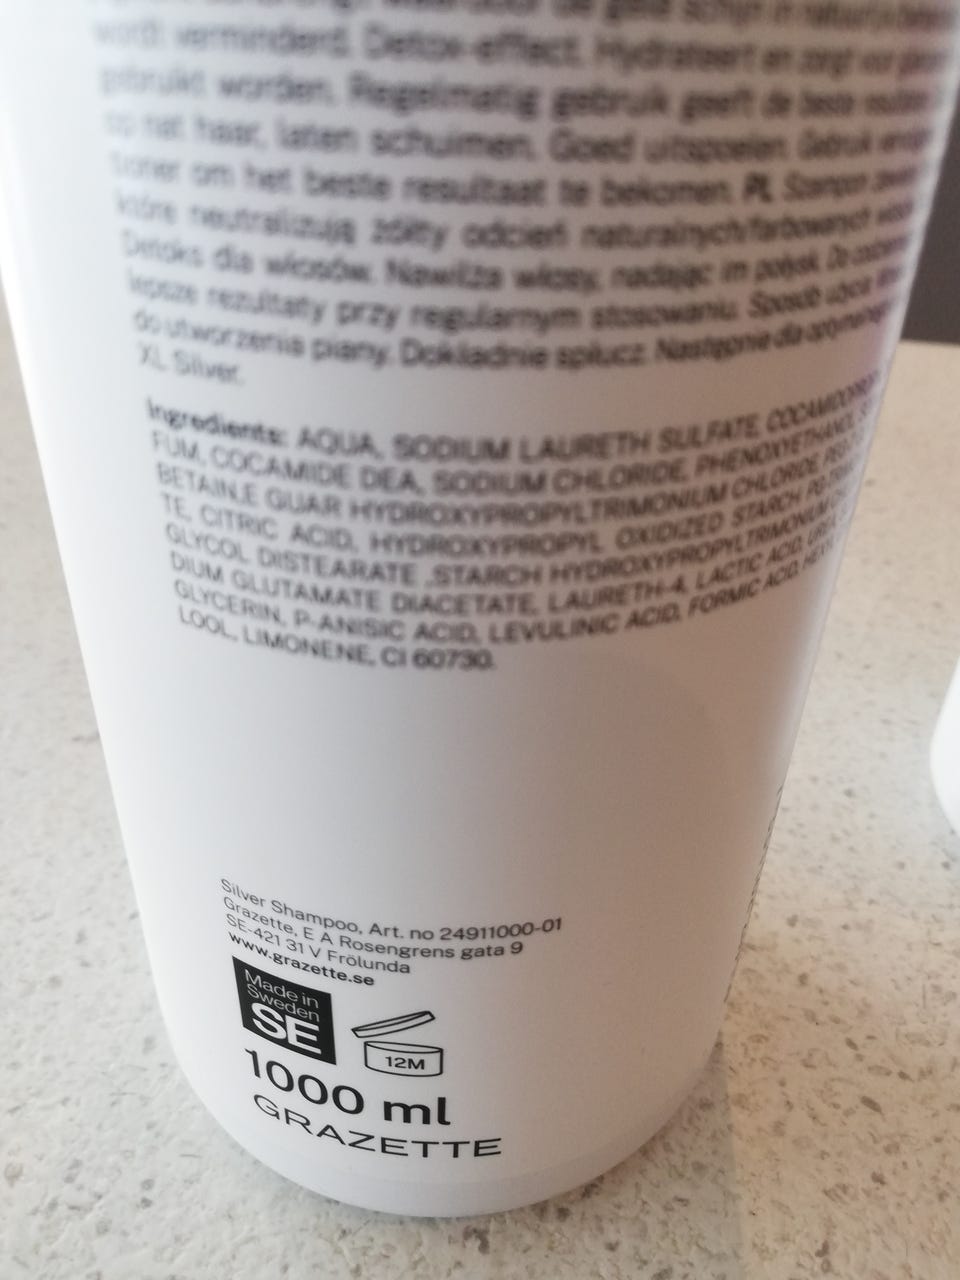 wordt verminderd. Detox-effect. Hydrateert en zorgt voor
gebruikt worden. Regelmatig gebruik geeft de beste
op nat haar, laten schuimen. Goed uitspoelen. Gebruik
tioner om het beste resultaat te bekomen. PL Szampon
które neutralizują żółty odcień naturalnych/farbowanych
Detoks dla włosów. Nawilża włosy, nadając im połysk. Do
lepsze rezultaty przy regularnym stosowaniu. Sposób użycia:
do utworzenia piany. Dokładnie spłucz. Następnie dla
XL Silver.
Ingredients: AQUA, SODIUM LAURETH SULFATE,
FUM, COCAMIDE DEA, SODIUM CHLORIDE, PHENOXYETHANOL,
BETAIN,E GUAR HYDROXYPROPYLTRIMONIUM CHLORIDE,
TE, CITRIC ACID, HYDROXYPROPYL OXIDIZED STARCH
GLYCOL DISTEARATE ,STARCH HYDROXYPROPYLTRIMONIUM
DIUM GLUTAMATE DIACETATE, LAURETH-4, LACTIC ACID,
GLYCERIN, P-ANISIC ACID, LEVULINIC ACID, FORMIC ACID,
LOOL, LIMONENE, CI 60730.
Silver Shampoo, Art. no 24911000-01
Grazette, E A Rosengrens gata 9
SE-421 31 V Frölunda
www.grazette.se
Made in
Sweden
SE
12M
1000 ml
GRAZETTE